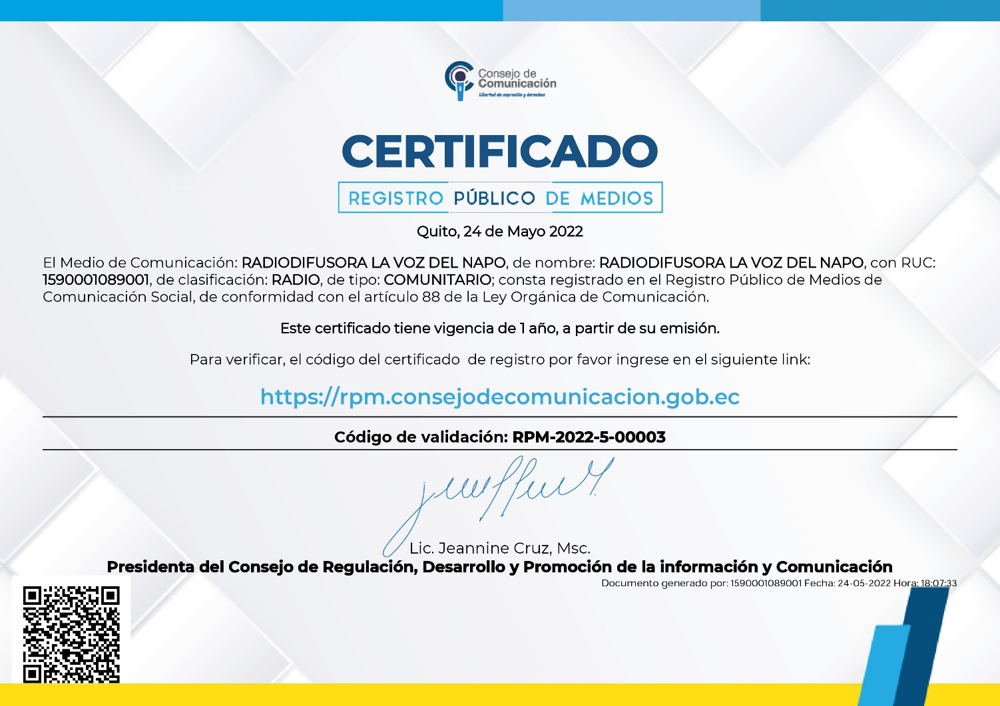 Consejo de
Comunicación
Libertad de expresión y derechos
CERTIFICADO
REGISTRO PÚBLICO DE MEDIOS
Quito, 24 de Mayo 2022
El Medio de Comunicación: RADIODIFUSORA LA VOZ DEL NAPO, de nombre: RADIODIFUSORA LA VOZ DEL NAPO, con RUC:
1590001089001, de clasificación: RADIO, de tipo: COMUNITARIO; consta registrado en el Registro Público de Medios de
Comunicación Social, de conformidad con el artículo 88 de la Ley Orgánica de Comunicación.
Este certificado tiene vigencia de 1 año, a partir de su emisión.
Para verificar, el código del certificado  de registro por favor ingrese en el siguiente link:
https://rpm.consejodecomunicacion.gob.ec
Código de validación: RPM-2022-5-00003
Lic. Jeannine Cruz, Msc.
Presidenta del Consejo de Regulación, Desarrollo y Promoción de la información y Comunicación
Documento generado por: 1590001089001 Fecha: 24-05-2022 Hora: 18:07:33